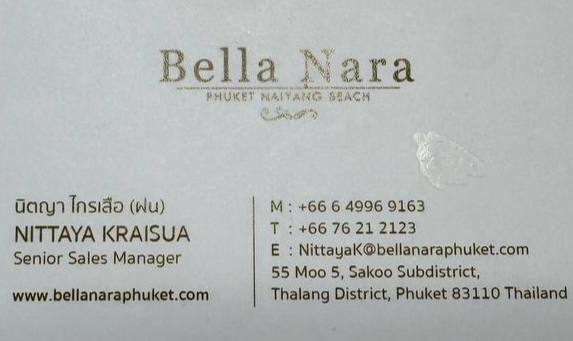 Bella Nara
PHUKET NAIYANG BEACH
นิตญา ไกรเสือ (ฝน)
NITTAYA KRAISUA
Senior Sales Manager
www.bellanaraphuket.com
M : +66 6 4996 9163
T : +66 76 21 2123
E : NittayaK@bellanaraphuket.com
55 Moo 5, Sakoo Subdistrict,
Thalang District, Phuket 83110 Thailand